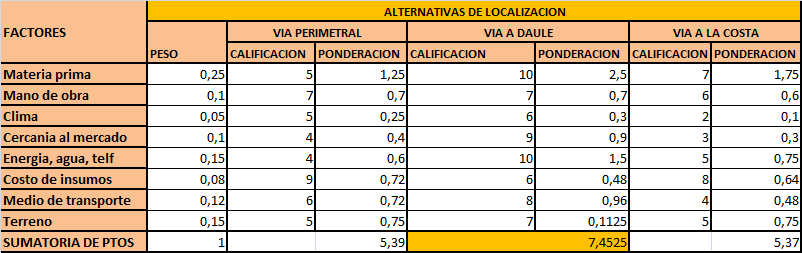 ALTERNATIVAS DE LOCALIZACION
FACTORES VIA PERIMETRAL VIA A DAULE VIA A LA COSTA
PESO CALIFICACION PONDERACION CALIFICACION PONDERACION CALIFICACION PONDERACION
Materia prima 0,25 5 1,25 10 2,5 7 1,75
Mano de obra 0,1 7 0,7 7 0,7 6 0,6
Clima 0,05 5 0,25 6 0,3 2 0,1
Cercania al mercado 0,1 4 0,4 9 0,9 3 0,3
Energia, agua, telf 0,15 4 0,6 10 1,5 5 0,75
Costo de insumos 0,08 9 0,72 6 0,48 8 0,64
Medio de transporte 0,12 6 0,72 8 0,96 4 0,48
Terreno 0,15 5 0,75 7 0,1125 5 0,75
SUMATORIA DE PTOS 1 5,39 7,4525 5,37